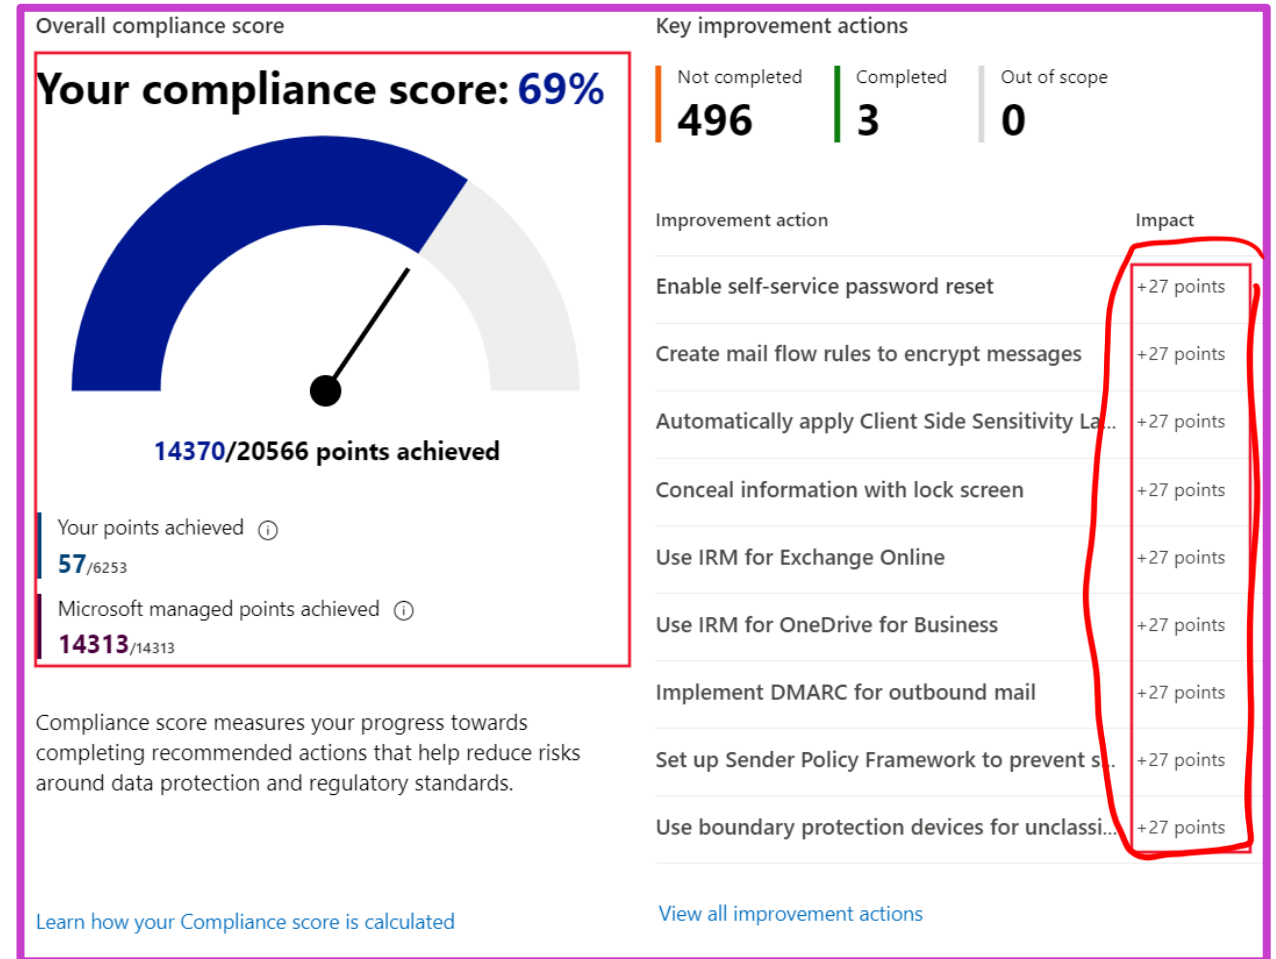 Overall compliance score
Your compliance score: 69%
14370/20566 points achieved
Your points achieved
57/6253
Microsoft managed points achieved
14313/14313
Compliance score measures your progress towards
completing recommended actions that help reduce risks
around data protection and regulatory standards.
Learn how your Compliance score is calculated
Key improvement actions
Not completed
496
Completed
3
Out of scope
0
Improvement action Impact
Enable self-service password reset +27 points
Create mail flow rules to encrypt messages +27 points
Automatically apply Client Side Sensitivity La... +27 points
Conceal information with lock screen +27 points
Use IRM for Exchange Online +27 points
Use IRM for OneDrive for Business +27 points
Implement DMARC for outbound mail +27 points
Set up Sender Policy Framework to prevent s... +27 points
Use boundary protection devices for unclassi... +27 points
View all improvement actions